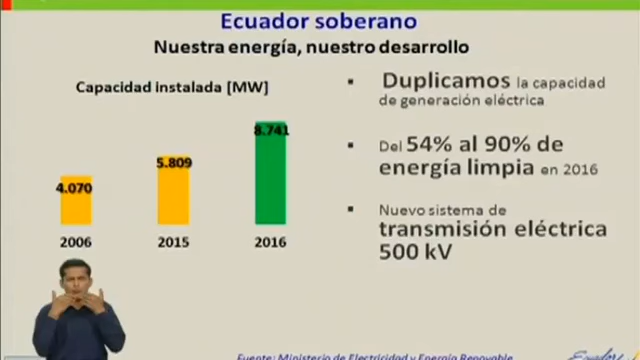 Ecuador soberano
Nuestra energía, nuestro desarrollo
Capacidad instalada [MW]
4.070
5.809
8.741
2006
2015
2016
▪ Duplicamos la capacidad
de generación eléctrica
▪ Del 54% al 90% de
energía limpia en 2016
▪ Nuevo sistema de
transmisión eléctrica
500 kV
Fuente: Ministerio de Electricidad y Energía Renovable
Ecuador